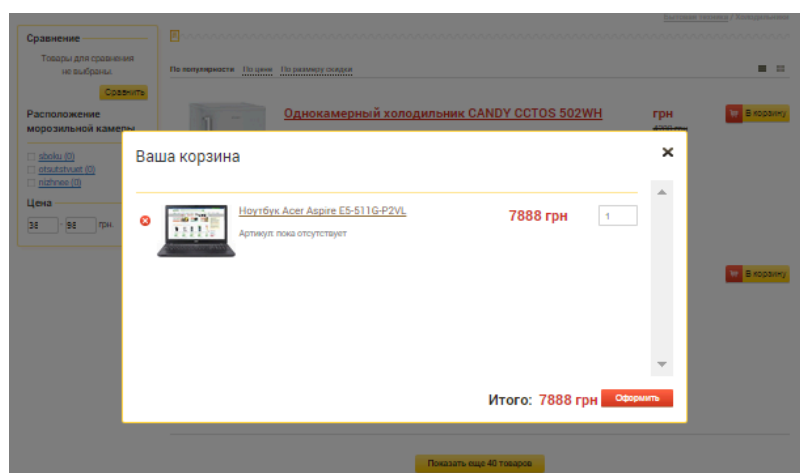 Бытовая техника / Холодильники
Сравнение
Товары для сравнения
не выбраны.
Сравнить
По популярности По цене По размеру скидки
Расположение
морозильной камеры
Однокамерный холодильник CANDY CCTOS 502WH
грн
В корзину
sboku (0)
otsutstvuet (0)
nizhnee (0)
Цена
38 - 98 грн.
Ваша корзина
Ноутбук Acer Aspire E5-511G-P2VL
7888 грн
1
Артикул: пока отсутствует
В корзину
Итого: 7888 грн
Оформить
Показать еще 40 товаров